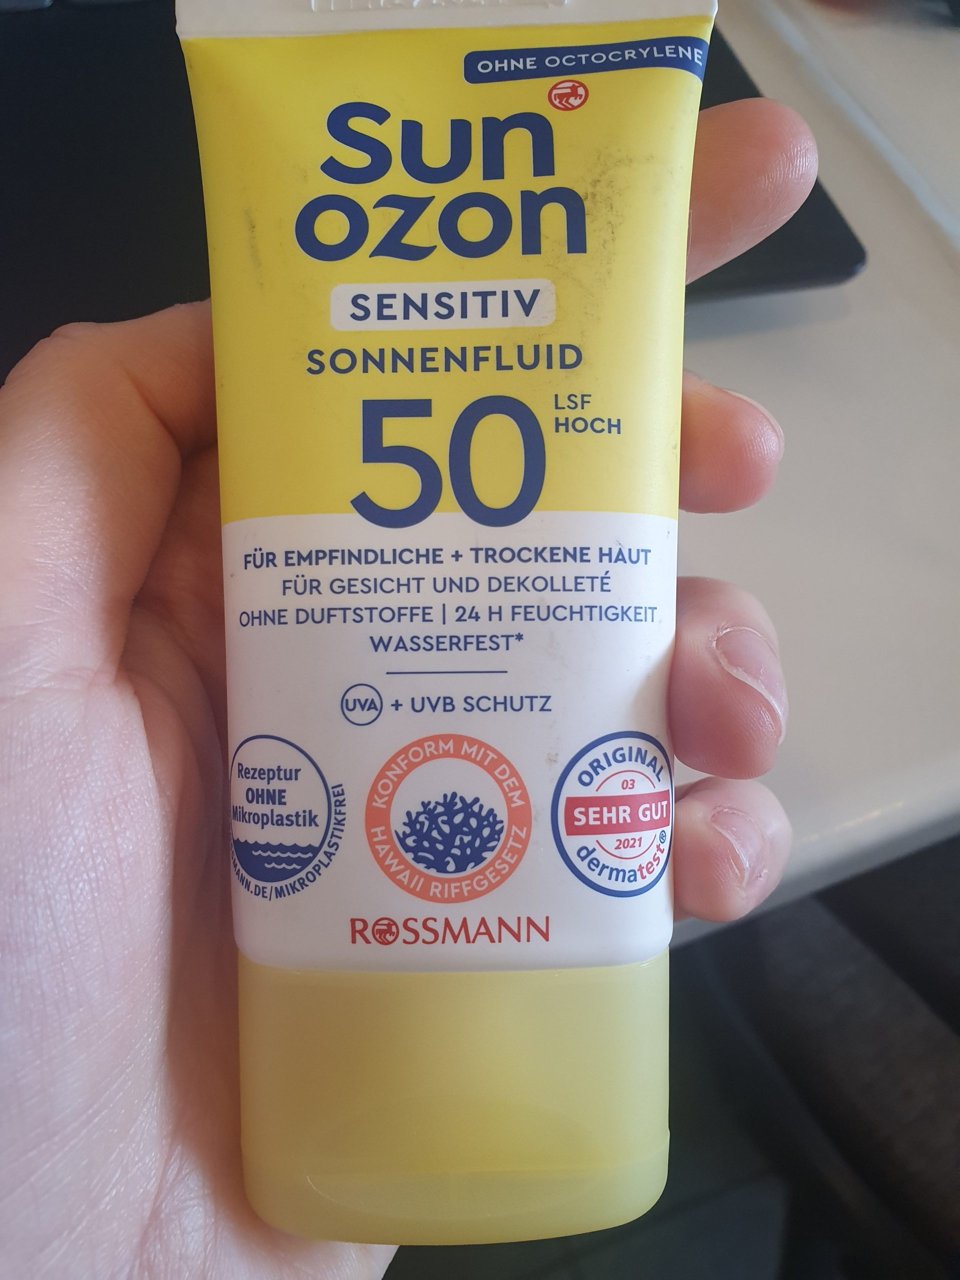 OHNE OCTOCRYLENE
Sun
ozon
SENSITIV
SONNENFLUID
50 LSF
HOCH
FÜR EMPFINDLICHE + TROCKENE HAUT
FÜR GESICHT UND DEKOLLETÉ
OHNE DUFTSTOFFE | 24 H FEUCHTIGKEIT
WASSERFEST*
UVA + UVB SCHUTZ
Rezeptur
OHNE
Mikroplastik
MANN.DE/MIKROPLASTIKFREI
KONFORM MIT DEM
HAWAII RIFFGESETZ
ORIGINAL
03
SEHR GUT
2021
dermatest®
ROSSMANN